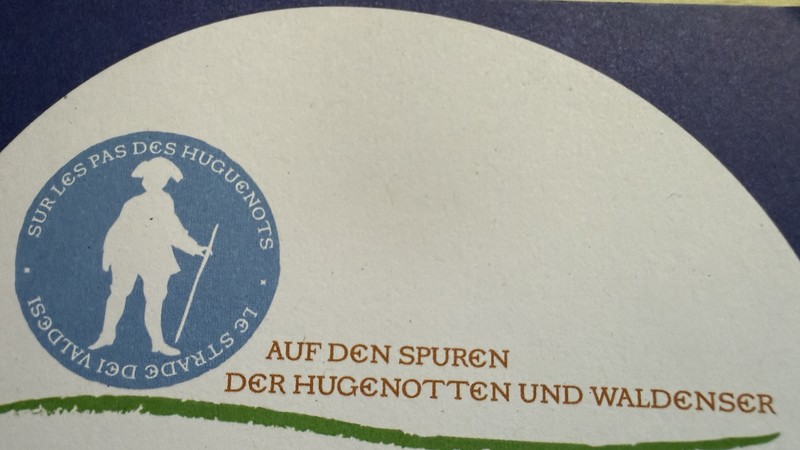 SUR LES PAS DES HUGUENOTS
LE STRADE DEI VALDESI
AUF DEN SPUREN
DER HUGENOTTEN UND WALDENSER